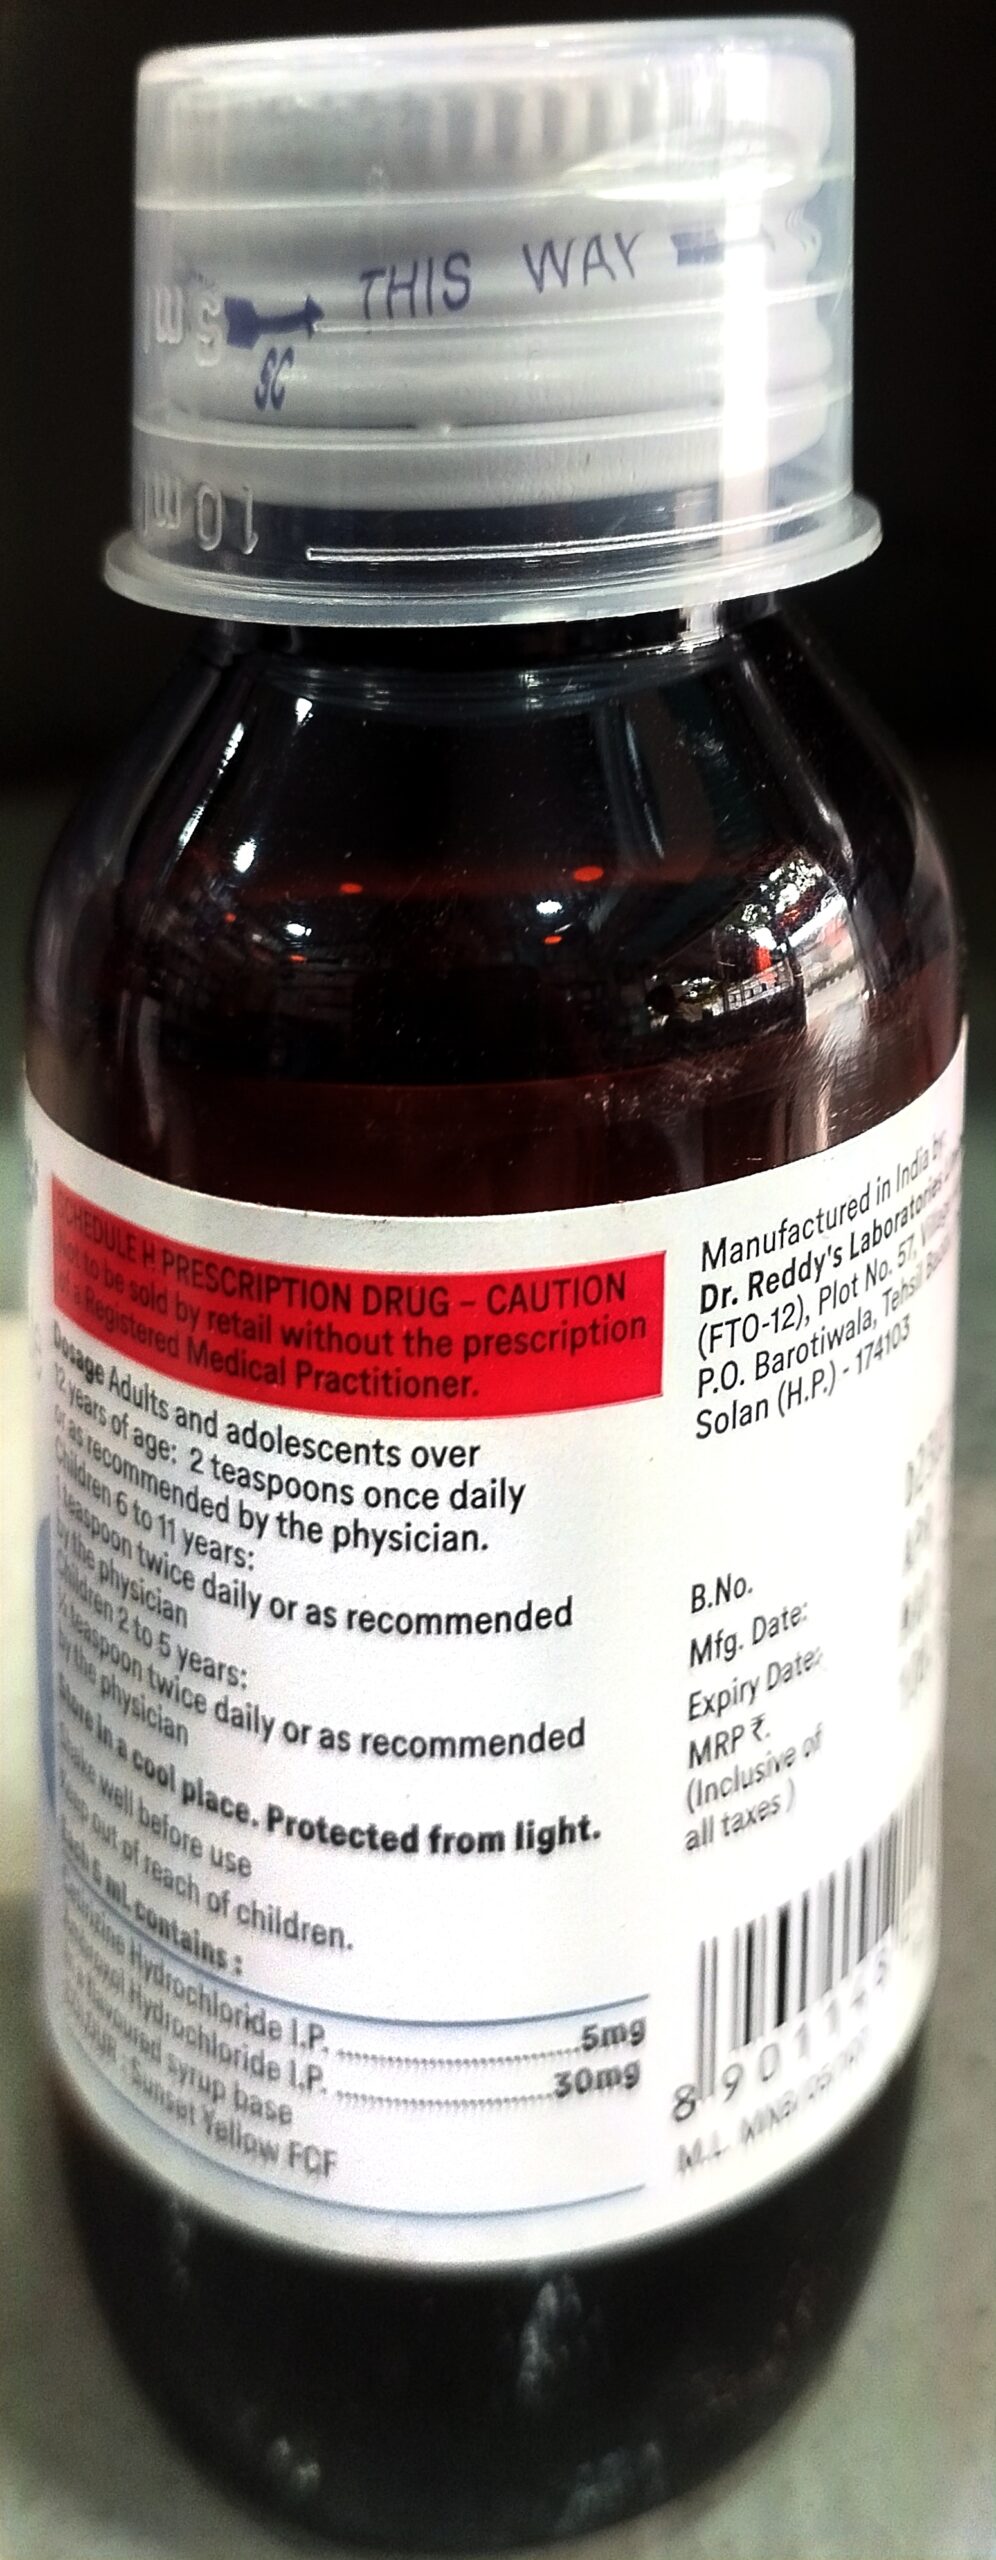 THIS WAY
SC
5 ml
10 ml
SCHEDULE H PRESCRIPTION DRUG – CAUTION
Not to be sold by retail without the prescription
of a Registered Medical Practitioner.
Dosage Adults and adolescents over
12 years of age: 2 teaspoons once daily
or as recommended by the physician.
Children 6 to 11 years:
1 teaspoon twice daily or as recommended
by the physician
Children 2 to 5 years:
½ teaspoon twice daily or as recommended
by the physician
Store in a cool place. Protected from light.
Shake well before use
Keep out of reach of children.
Each 5 mL contains :
Cetirizine Hydrochloride I.P. 5mg
Ambroxol Hydrochloride I.P. 30mg
In a flavoured syrup base
COLOUR : Sunset Yellow FCF
Manufactured in India by:
Dr. Reddy's Laboratories
(FTO-12), Plot No. 57,
P.O. Barotiwala, Tehsil
Solan (H.P.) - 174103
B.No.
Mfg. Date:
Expiry Date:
MRP ₹.
(Inclusive of
all taxes)
8 901 1
M.L.